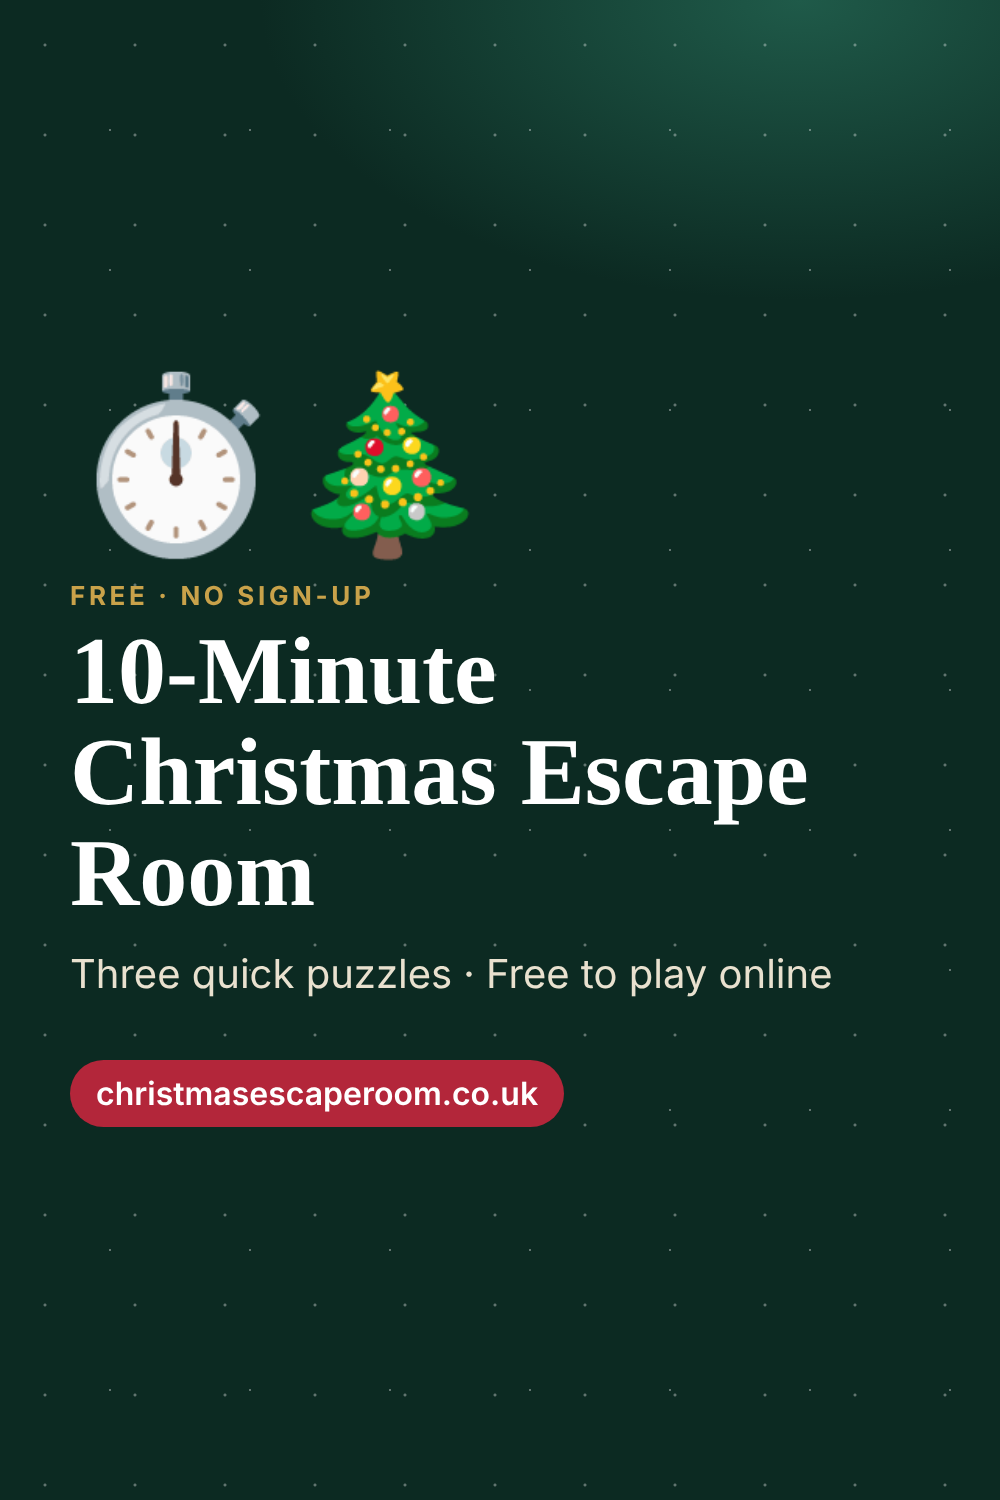 FREE · NO SIGN-UP
10-Minute
Christmas Escape
Room
Three quick puzzles · Free to play online
christmasescaperoom.co.uk